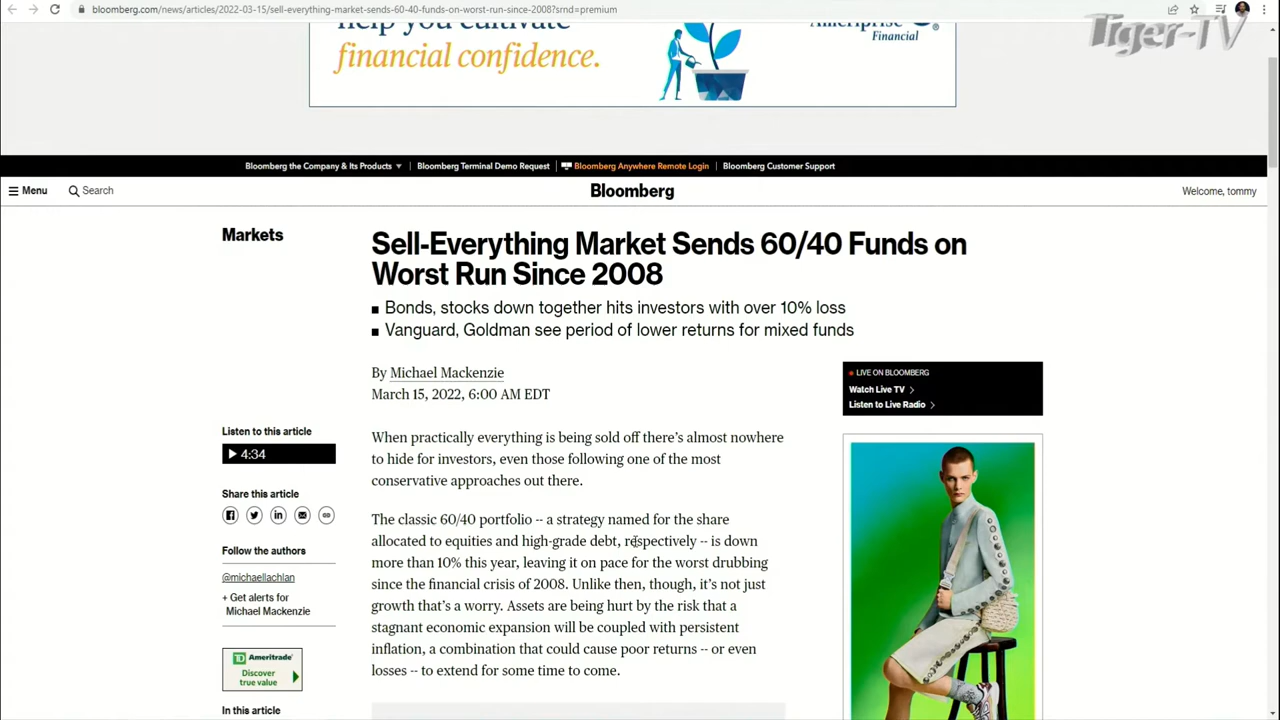 bloomberg.com/news/articles/2022-03-15/sell-everything-market-sends-60-40-funds-on-worst-run-since-2008?srnd=premium
Tiger-TV
help you cultivate
financial confidence.
Ameriprise
Financial
Bloomberg the Company & Its Products
Bloomberg Terminal Demo Request
Bloomberg Anywhere Remote Login
Bloomberg Customer Support
Menu
Search
Bloomberg
Welcome, tommy
Markets
Sell-Everything Market Sends 60/40 Funds on
Worst Run Since 2008
Bonds, stocks down together hits investors with over 10% loss
Vanguard, Goldman see period of lower returns for mixed funds
By Michael Mackenzie
March 15, 2022, 6:00 AM EDT
LIVE ON BLOOMBERG
Watch Live TV
Listen to Live Radio
Listen to this article
4:34
Share this article
Follow the authors
@michaellachlan
+ Get alerts for
Michael Mackenzie
TD Ameritrade
Discover
true value
In this article
When practically everything is being sold off there's almost nowhere
to hide for investors, even those following one of the most
conservative approaches out there.
The classic 60/40 portfolio -- a strategy named for the share
allocated to equities and high-grade debt, respectively -- is down
more than 10% this year, leaving it on pace for the worst drubbing
since the financial crisis of 2008. Unlike then, though, it's not just
growth that's a worry. Assets are being hurt by the risk that a
stagnant economic expansion will be coupled with persistent
inflation, a combination that could cause poor returns -- or even
losses -- to extend for some time to come.